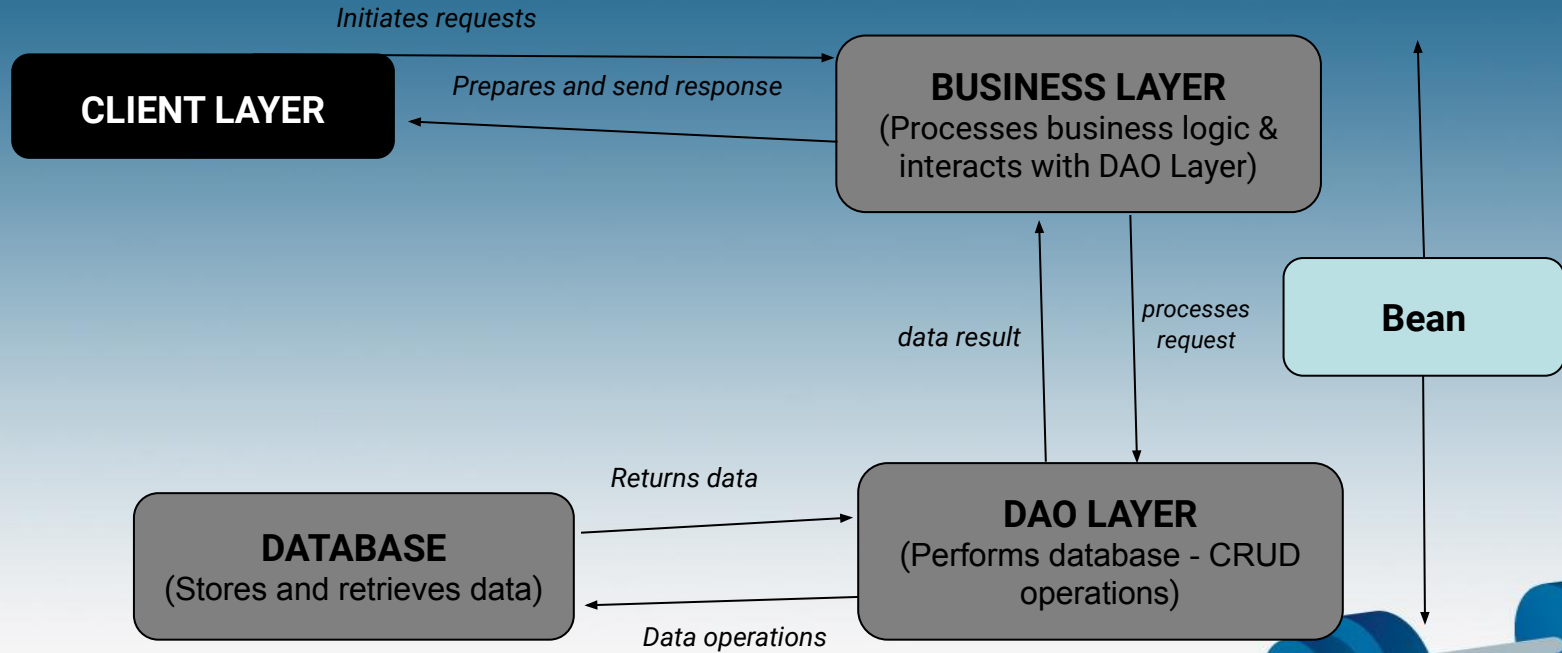 Initiates requests
CLIENT LAYER
Prepares and send response
BUSINESS LAYER
(Processes business logic &
interacts with DAO Layer)
data result
processes
request
Bean
Returns data
DATABASE
(Stores and retrieves data)
DAO LAYER
(Performs database - CRUD
operations)
Data operations